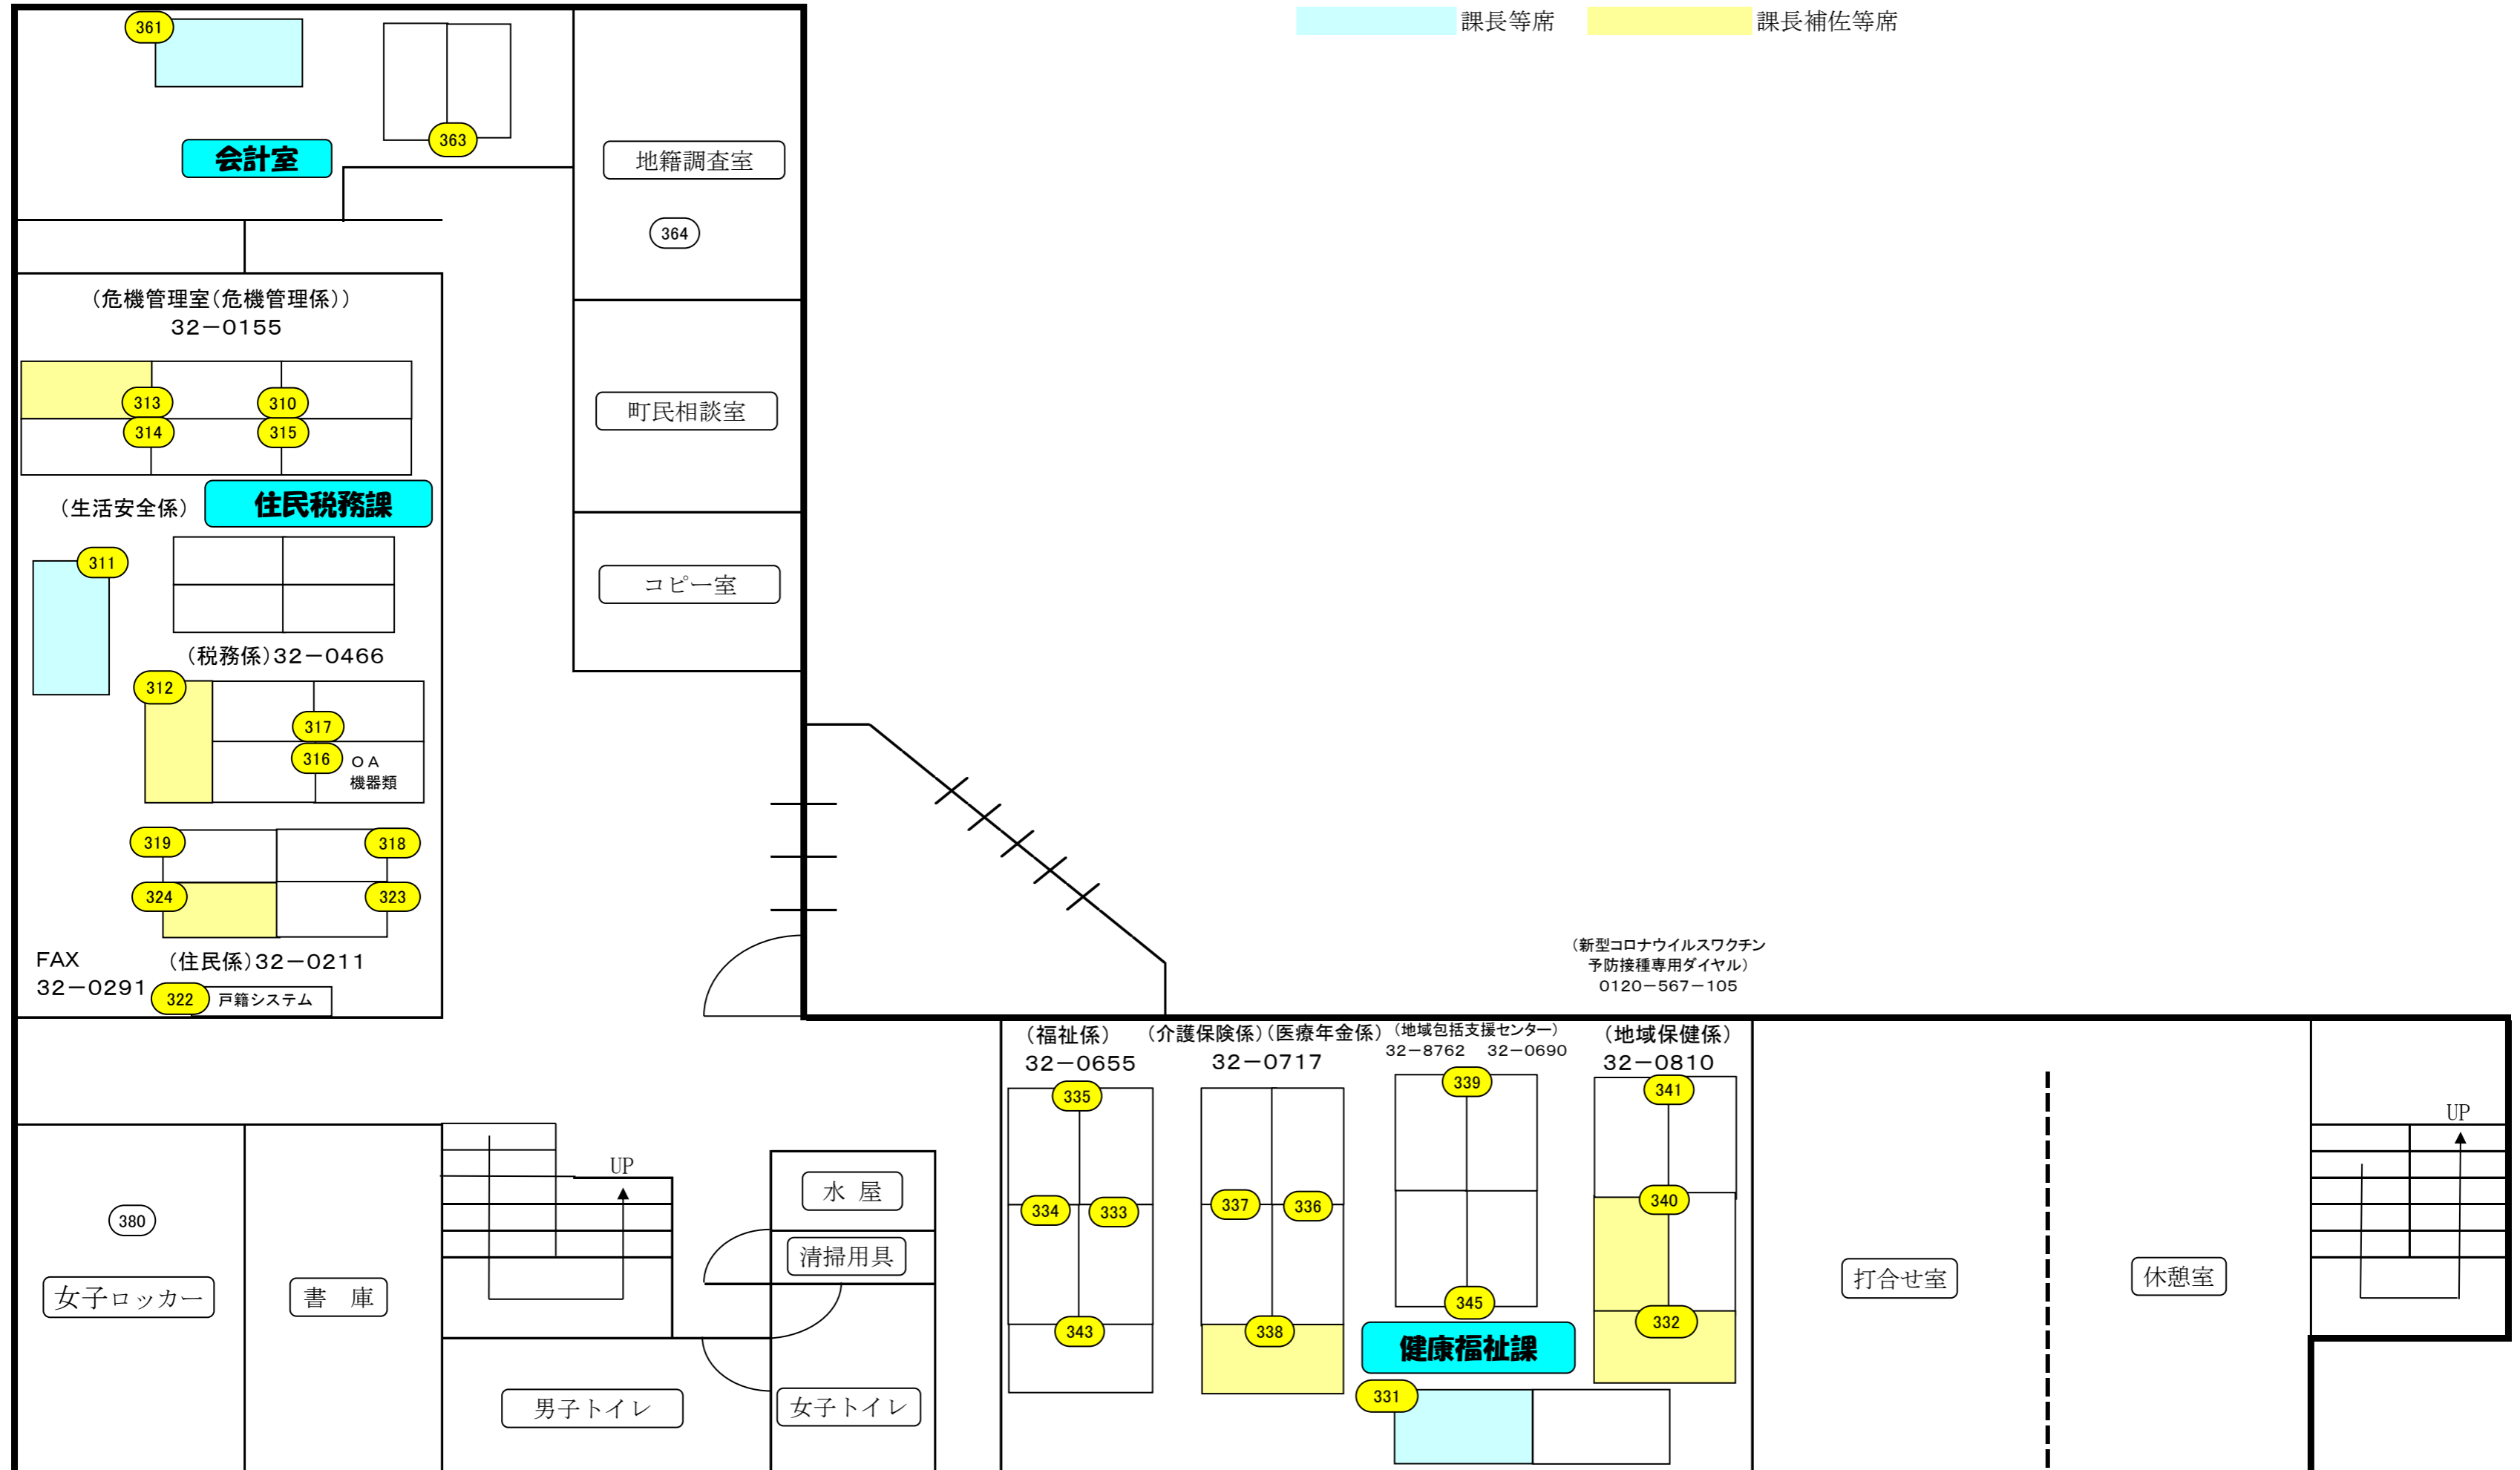 課長等席
課長補佐等席
361
363
会計室
地籍調査室
364
(危機管理室(危機管理係))
32-0155
313
310
314
315
町民相談室
(生活安全係)
住民税務課
311
コピー室
(税務係)32-0466
312
317
316
OA
機器類
319
318
324
323
FAX
32-0291
(住民係)32-0211
322
戸籍システム
(新型コロナウイルスワクチン
予防接種専用ダイヤル)
0120-567-105
(福祉係)
32-0655
(介護保険係)(医療年金係)
32-0717
(地域包括支援センター)
32-8762 32-0690
(地域保健係)
32-0810
335
339
341
334
333
337
336
340
343
338
345
332
健康福祉課
331
UP
水 屋
清掃用具
380
女子ロッカー
書 庫
男子トイレ
女子トイレ
打合せ室
休憩室
UP